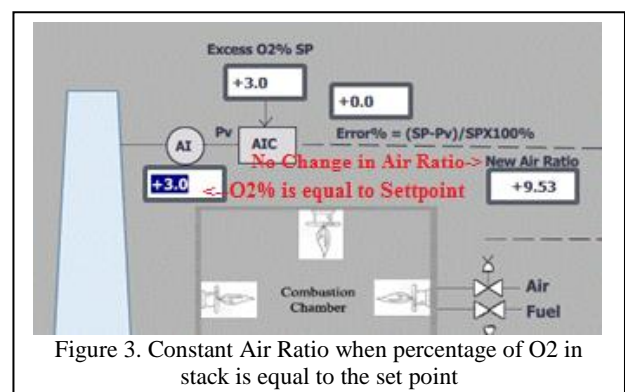 Excess O2% SP
+3.0
+0.0
Pv
AI
AIC
Error% = (SP-Pv)/SPX100%
No Change in Air Ratio->
New Air Ratio
+3.0
<--O2% is equal to Settpoint
+9.53
Combustion
Chamber
Air
Fuel
Figure 3. Constant Air Ratio when percentage of O2 in
stack is equal to the set point